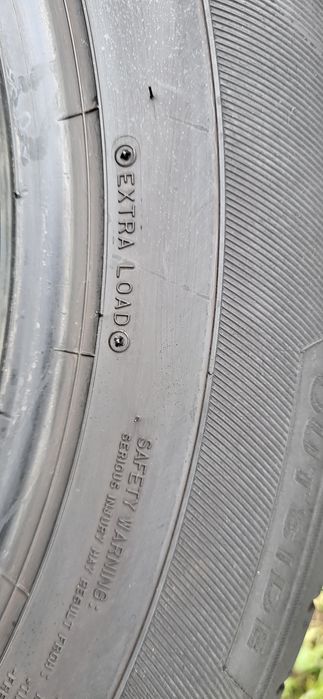 EXTRA LOAD
SAFETY WARNING:
SERIOUS INJURY MAY RESULT FROM: